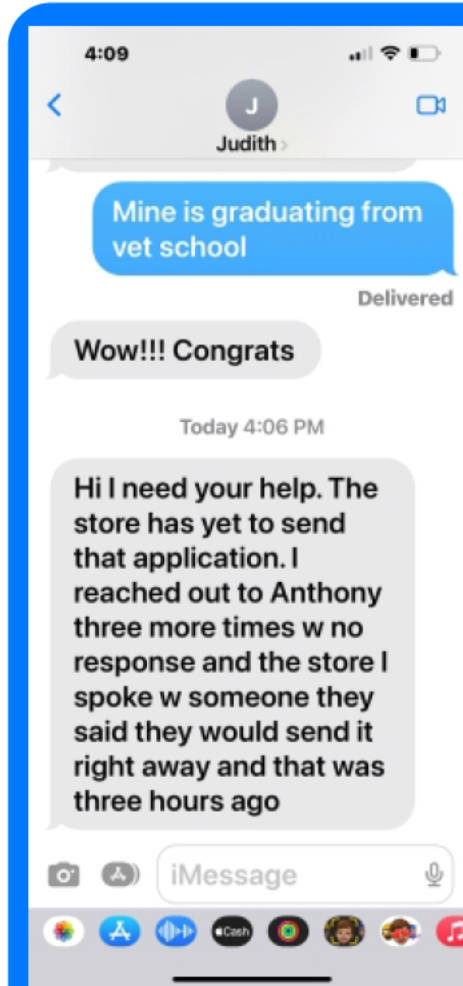 4:09
J
Judith
Mine is graduating from
vet school
Delivered
Wow!!! Congrats
Today 4:06 PM
Hi I need your help. The
store has yet to send
that application. I
reached out to Anthony
three more times w no
response and the store I
spoke w someone they
said they would send it
right away and that was
three hours ago
iMessage
Cash